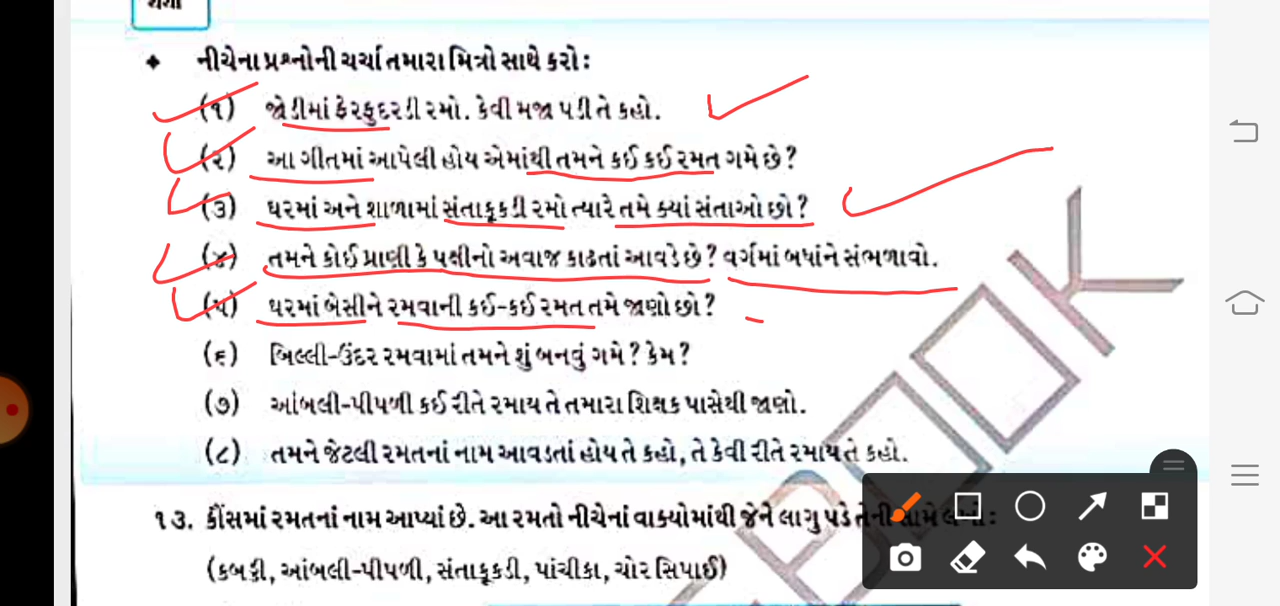 ચર્ચા
નીચેના પ્રશ્નોની ચર્ચા તમારા મિત્રો સાથે કરો :
(૧) જોડીમાં ફેરફુદરડી રમો. કેવી મજા પડી તે કહો.
(૨) આ ગીતમાં આપેલી હોય એમાંથી તમને કઈ કઈ રમત ગમે છે?
(૩) ઘરમાં અને શાળામાં સંતાકૂકડી રમો ત્યારે તમે ક્યાં સંતાઓ છો?
(૪) તમને કોઈ પ્રાણી કે પક્ષીનો અવાજ કાઢતાં આવડે છે? વર્ગમાં બધાંને સંભળાવો.
(૫) ઘરમાં બેસીને રમવાની કઈ-કઈ રમત તમે જાણો છો?
(૬) બિલ્લી-ઉંદર રમવામાં તમને શું બનવું ગમે? કેમ?
(૭) આંબલી-પીપળી કઈ રીતે રમાય તે તમારા શિક્ષક પાસેથી જાણો.
(૮) તમને જેટલી રમતનાં નામ આવડતાં હોય તે કહો, તે કેવી રીતે રમાય તે કહો.
૧૩. કૌંસમાં રમતનાં નામ આપ્યાં છે. આ રમતો નીચેનાં વાક્યોમાંથી જેને લાગુ પડે તેની સામે લખો :
(કબડ્ડી, આંબલી-પીપળી, સંતાકૂકડી, પાંચીકા, ચોર સિપાઈ)